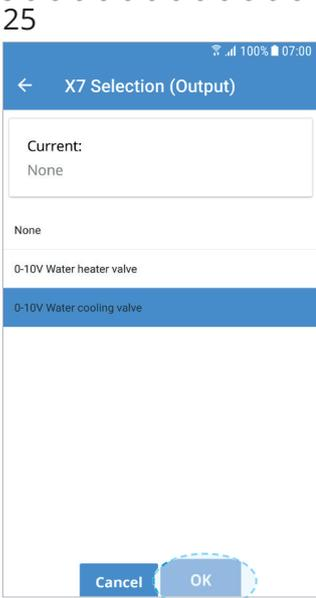 25
100% 07:00
X7 Selection (Output)
Current:
None
None
0-10V Water heater valve
0-10V Water cooling valve
Cancel OK